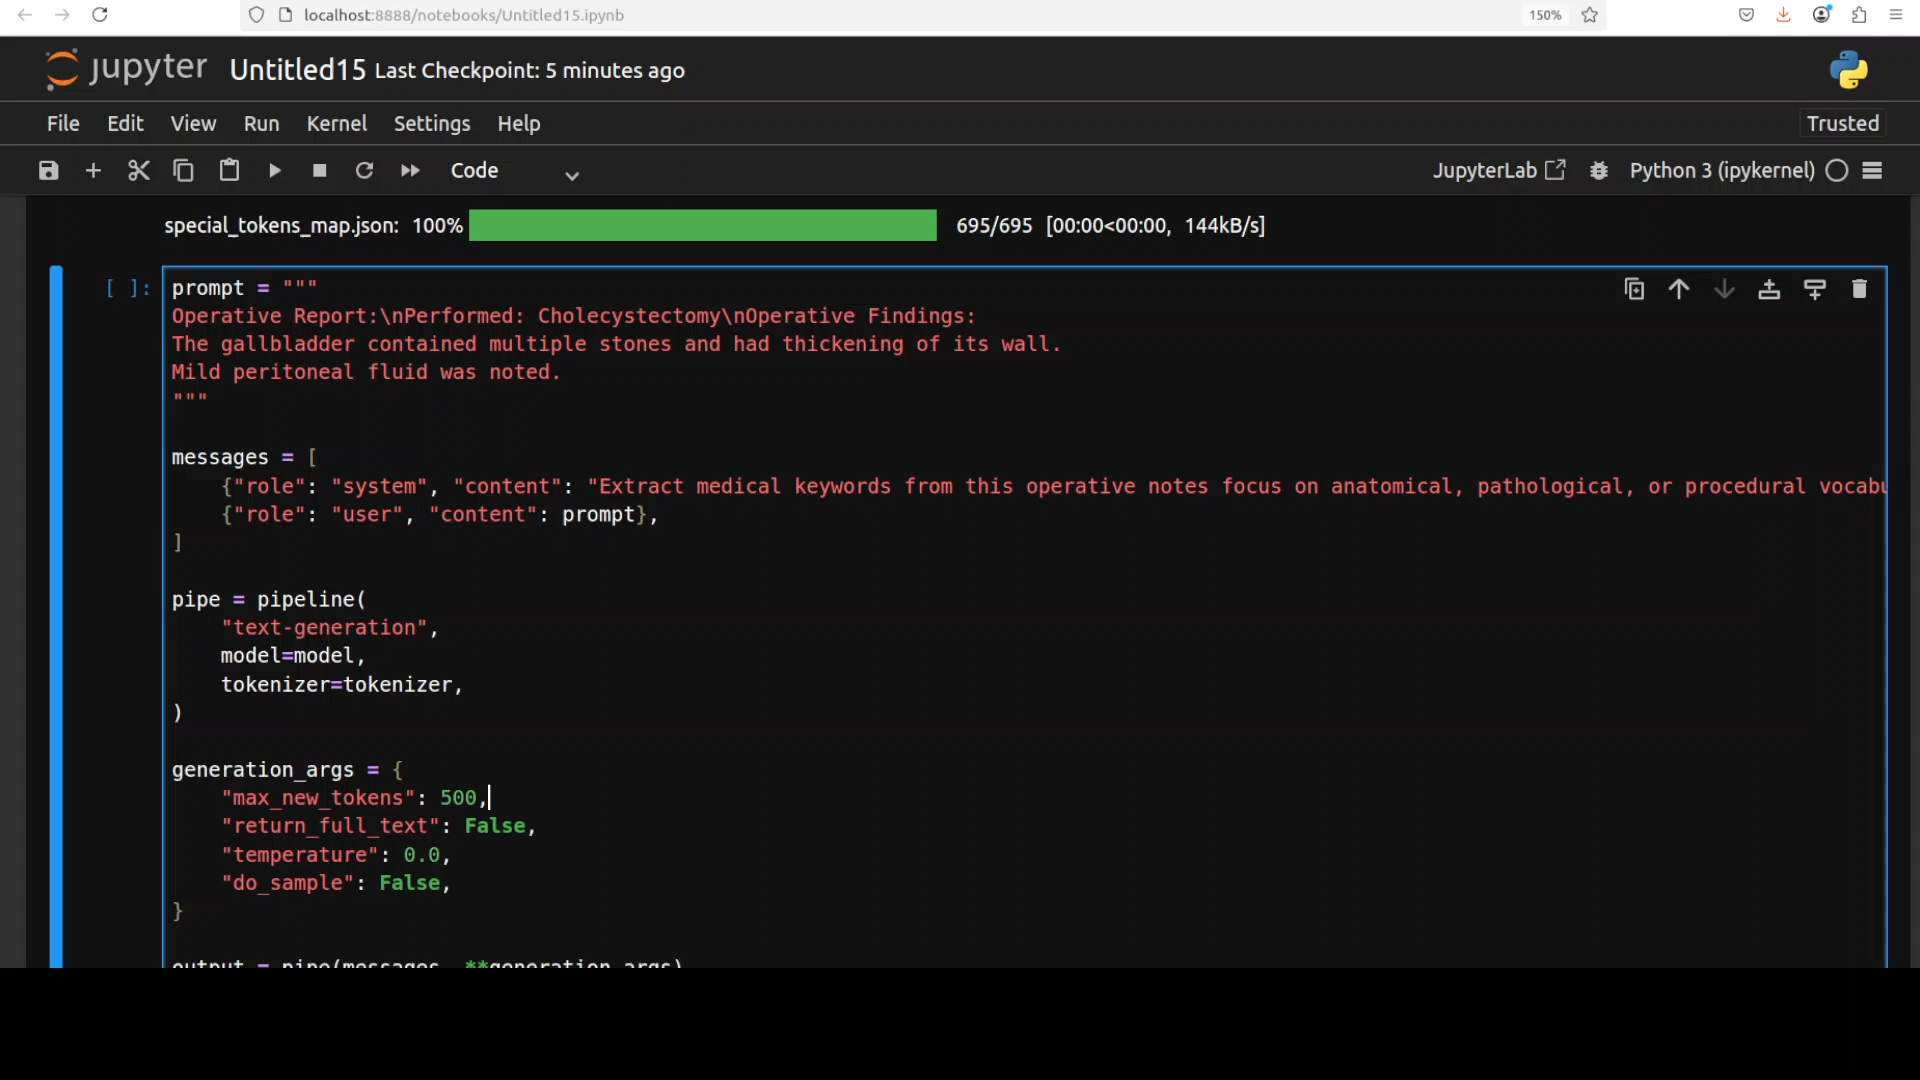 localhost:8888/notebooks/Untitled15.ipynb 150%
jupyter Untitled15 Last Checkpoint: 5 minutes ago
File Edit View Run Kernel Settings Help Trusted
Code JupyterLab Python 3 (ipykernel)
special_tokens_map.json: 100% 695/695 [00:00<00:00, 144kB/s]
[ ]: prompt = """
Operative Report:\nPerformed: Cholecystectomy\nOperative Findings:
The gallbladder contained multiple stones and had thickening of its wall.
Mild peritoneal fluid was noted.
"""
messages = [
    {"role": "system", "content": "Extract medical keywords from this operative notes focus on anatomical, pathological, or procedural vocabu
    {"role": "user", "content": prompt},
]
pipe = pipeline(
    "text-generation",
    model=model,
    tokenizer=tokenizer,
)
generation_args = {
    "max_new_tokens": 500,
    "return_full_text": False,
    "temperature": 0.0,
    "do_sample": False,
}
output = pipe(messages, **generation_args)